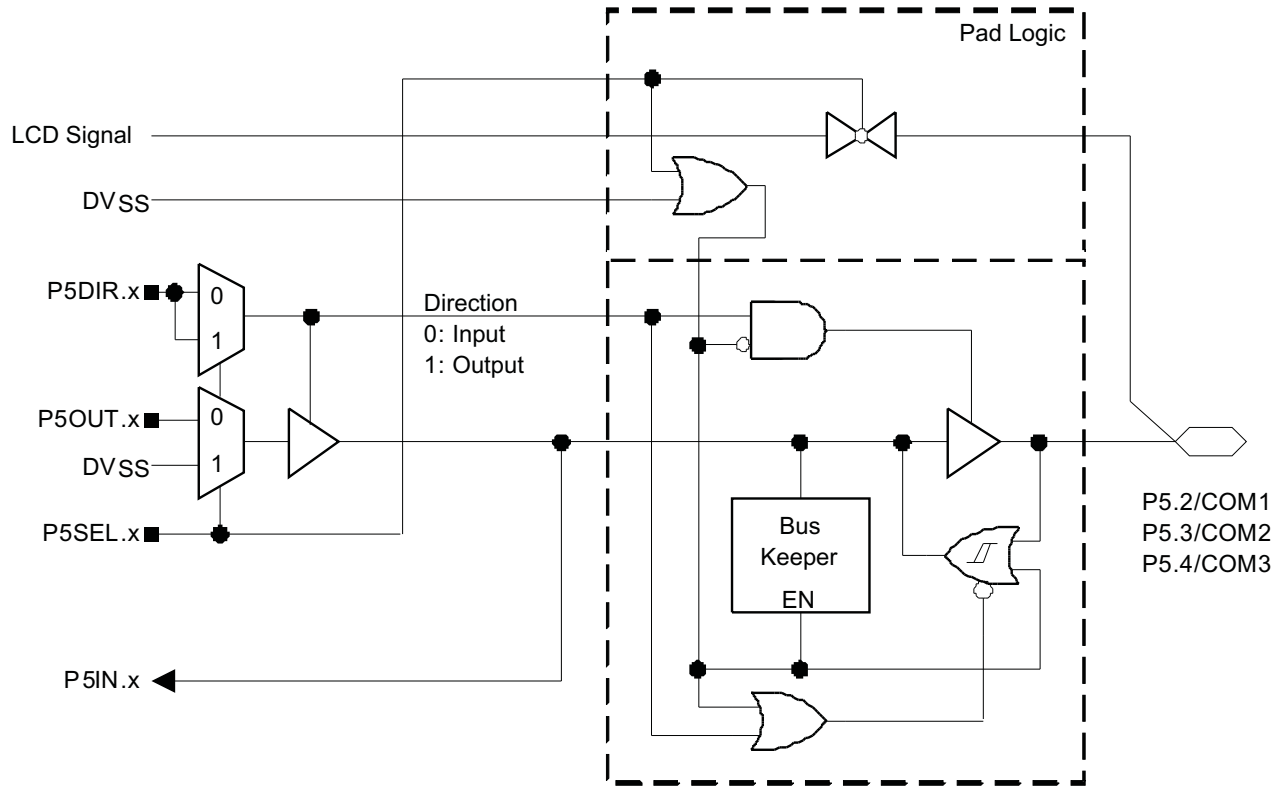 Pad Logic
LCD Signal
DVSS
P5DIR.x
0
1
Direction
0: Input
1: Output
P5OUT.x
0
DVSS
1
P5SEL.x
Bus
Keeper
EN
P5.2/COM1
P5.3/COM2
P5.4/COM3
P5IN.x